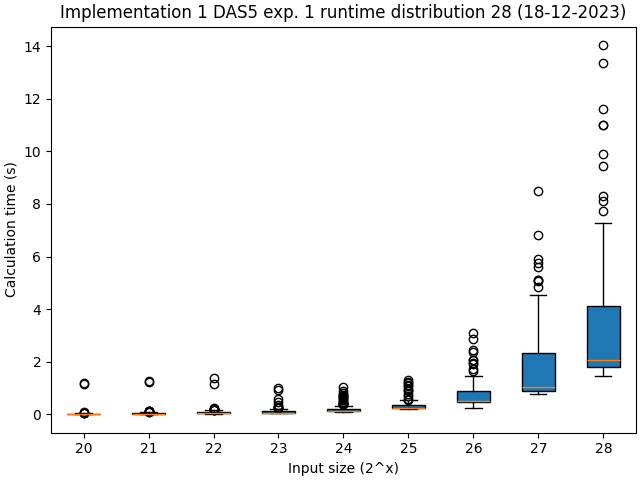 Implementation 1 DAS5 exp. 1 runtime distribution 28 (18-12-2023)
14
12
10
8
6
4
2
0
Calculation time (s)
20 21 22 23 24 25 26 27 28
Input size (2^x)